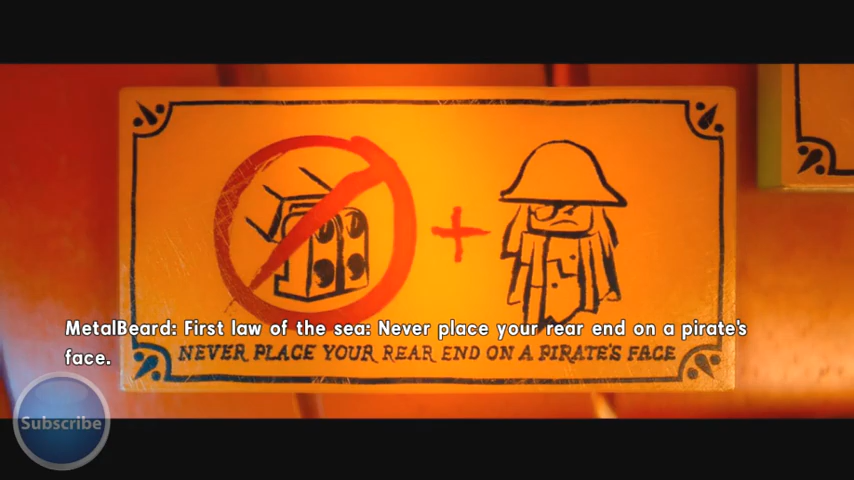 MetalBeard: First law of the sea: Never place your rear end on a pirate's
face.
NEVER PLACE YOUR REAR END ON A PIRATE'S FACE
Subscribe